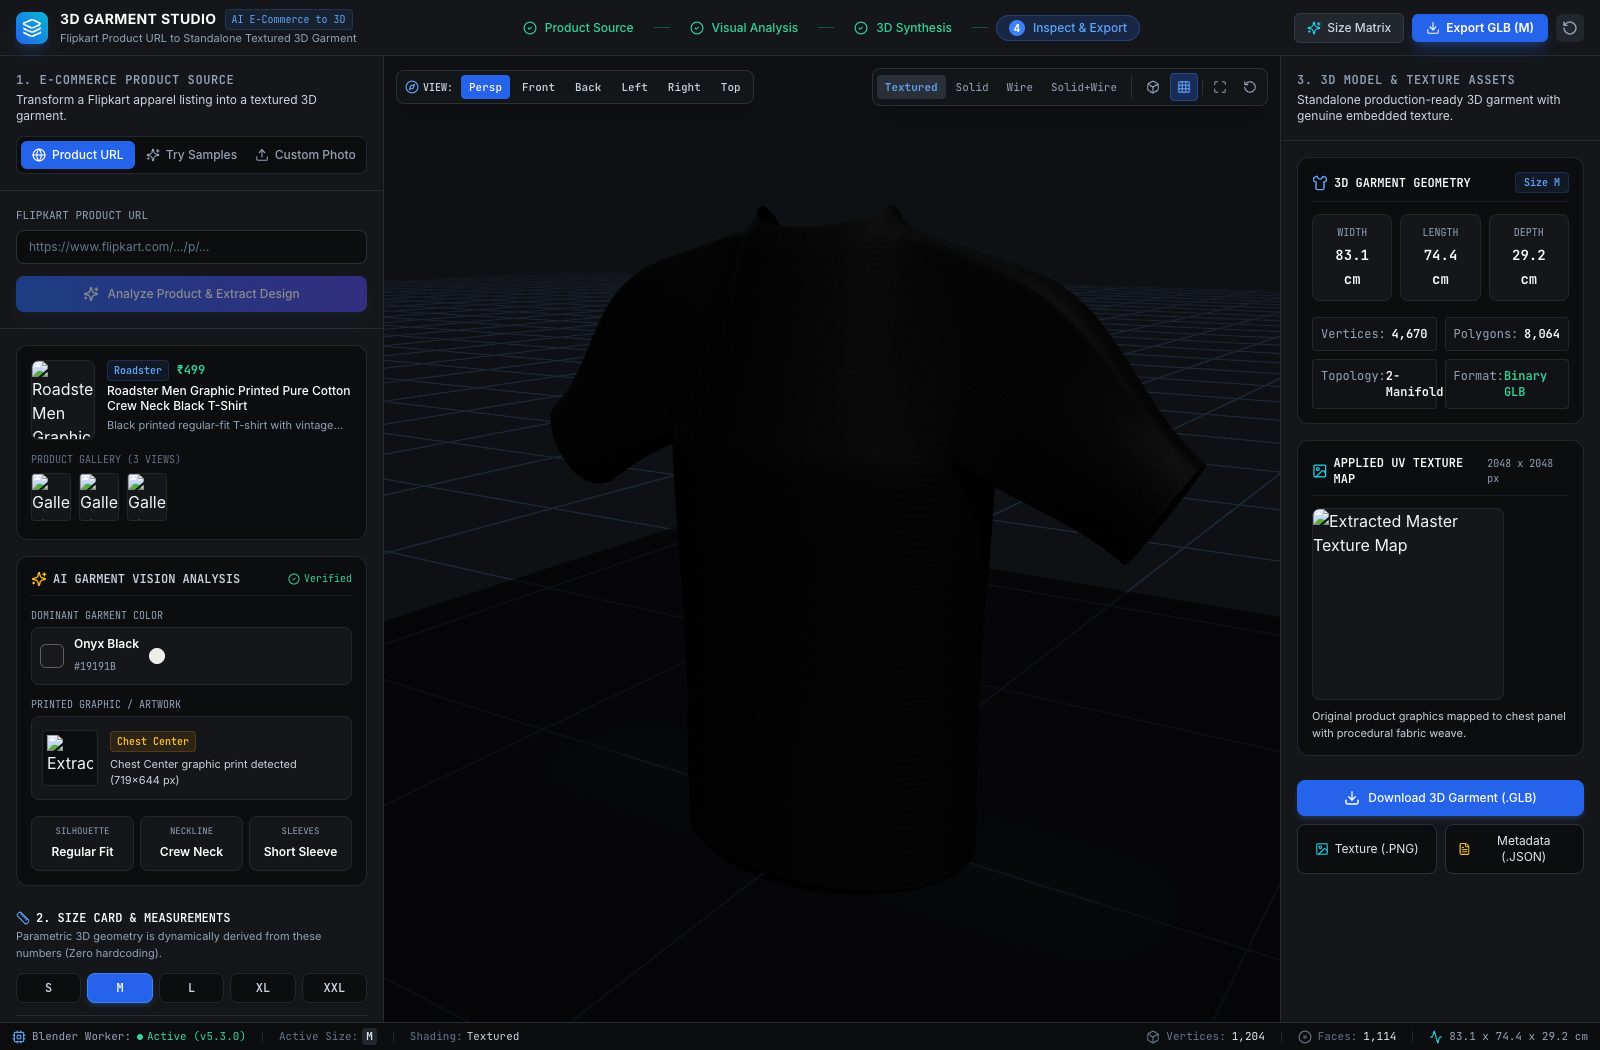 3D GARMENT STUDIO
AI E-Commerce to 3D
Flipkart Product URL to Standalone Textured 3D Garment
Product Source
Visual Analysis
3D Synthesis
4 Inspect & Export
Size Matrix
Export GLB (M)
1. E-COMMERCE PRODUCT SOURCE
Transform a Flipkart apparel listing into a textured 3D
garment.
Product URL
Try Samples
Custom Photo
FLIPKART PRODUCT URL
https://www.flipkart.com/.../p/...
Analyze Product & Extract Design
Roadste
Men
Graphic
Roadster
₹499
Roadster Men Graphic Printed Pure Cotton
Crew Neck Black T-Shirt
Black printed regular-fit T-shirt with vintage...
PRODUCT GALLERY (3 VIEWS)
Galle
Galle
Galle
AI GARMENT VISION ANALYSIS
Verified
DOMINANT GARMENT COLOR
Onyx Black
#19191B
PRINTED GRAPHIC / ARTWORK
Extrac
Chest Center
Chest Center graphic print detected
(719×644 px)
SILHOUETTE
Regular Fit
NECKLINE
Crew Neck
SLEEVES
Short Sleeve
2. SIZE CARD & MEASUREMENTS
Parametric 3D geometry is dynamically derived from these
numbers (Zero hardcoding).
S
M
L
XL
XXL
VIEW:
Persp
Front
Back
Left
Right
Top
Textured
Solid
Wire
Solid+Wire
3. 3D MODEL & TEXTURE ASSETS
Standalone production-ready 3D garment with
genuine embedded texture.
3D GARMENT GEOMETRY
Size M
WIDTH
83.1
cm
LENGTH
74.4
cm
DEPTH
29.2
cm
Vertices: 4,670
Polygons: 8,064
Topology: 2-
Manifold
Format: Binary
GLB
APPLIED UV TEXTURE
MAP
2048 x 2048
px
Extracted Master
Texture Map
Original product graphics mapped to chest panel
with procedural fabric weave.
Download 3D Garment (.GLB)
Texture (.PNG)
Metadata
(.JSON)
Blender Worker: Active (v5.3.0)
Active Size: M
Shading: Textured
Vertices: 1,204
Faces: 1,114
83.1 x 74.4 x 29.2 cm